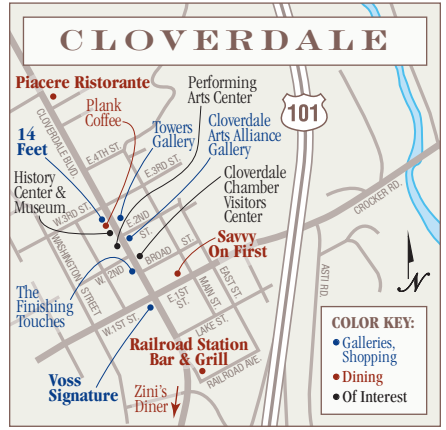 CLOVERDALE
Piacere Ristorante
Performing
Arts Center
101
Plank
Coffee
CLOVERDALE BLVD.
14
Feet
Towers
Gallery
Cloverdale
Arts Alliance
Gallery
E.4TH ST.
E.3RD ST.
History
Center &
Museum
Cloverdale
Chamber
Visitors
Center
CROCKER RD.
W.3RD ST.
E.2ND
ST.
WASHINGTON
STREET
BROAD ST.
Savvy
On First
W. 2ND
EAST ST.
MAIN ST.
ASTI RD.
N
The
Finishing
Touches
E.1ST
ST.
W.1ST ST.
LAKE ST.
Railroad Station
Bar & Grill
RAILROAD AVE.
Voss
Signature
Zini's
Diner
COLOR KEY:
Galleries,
Shopping
Dining
Of Interest